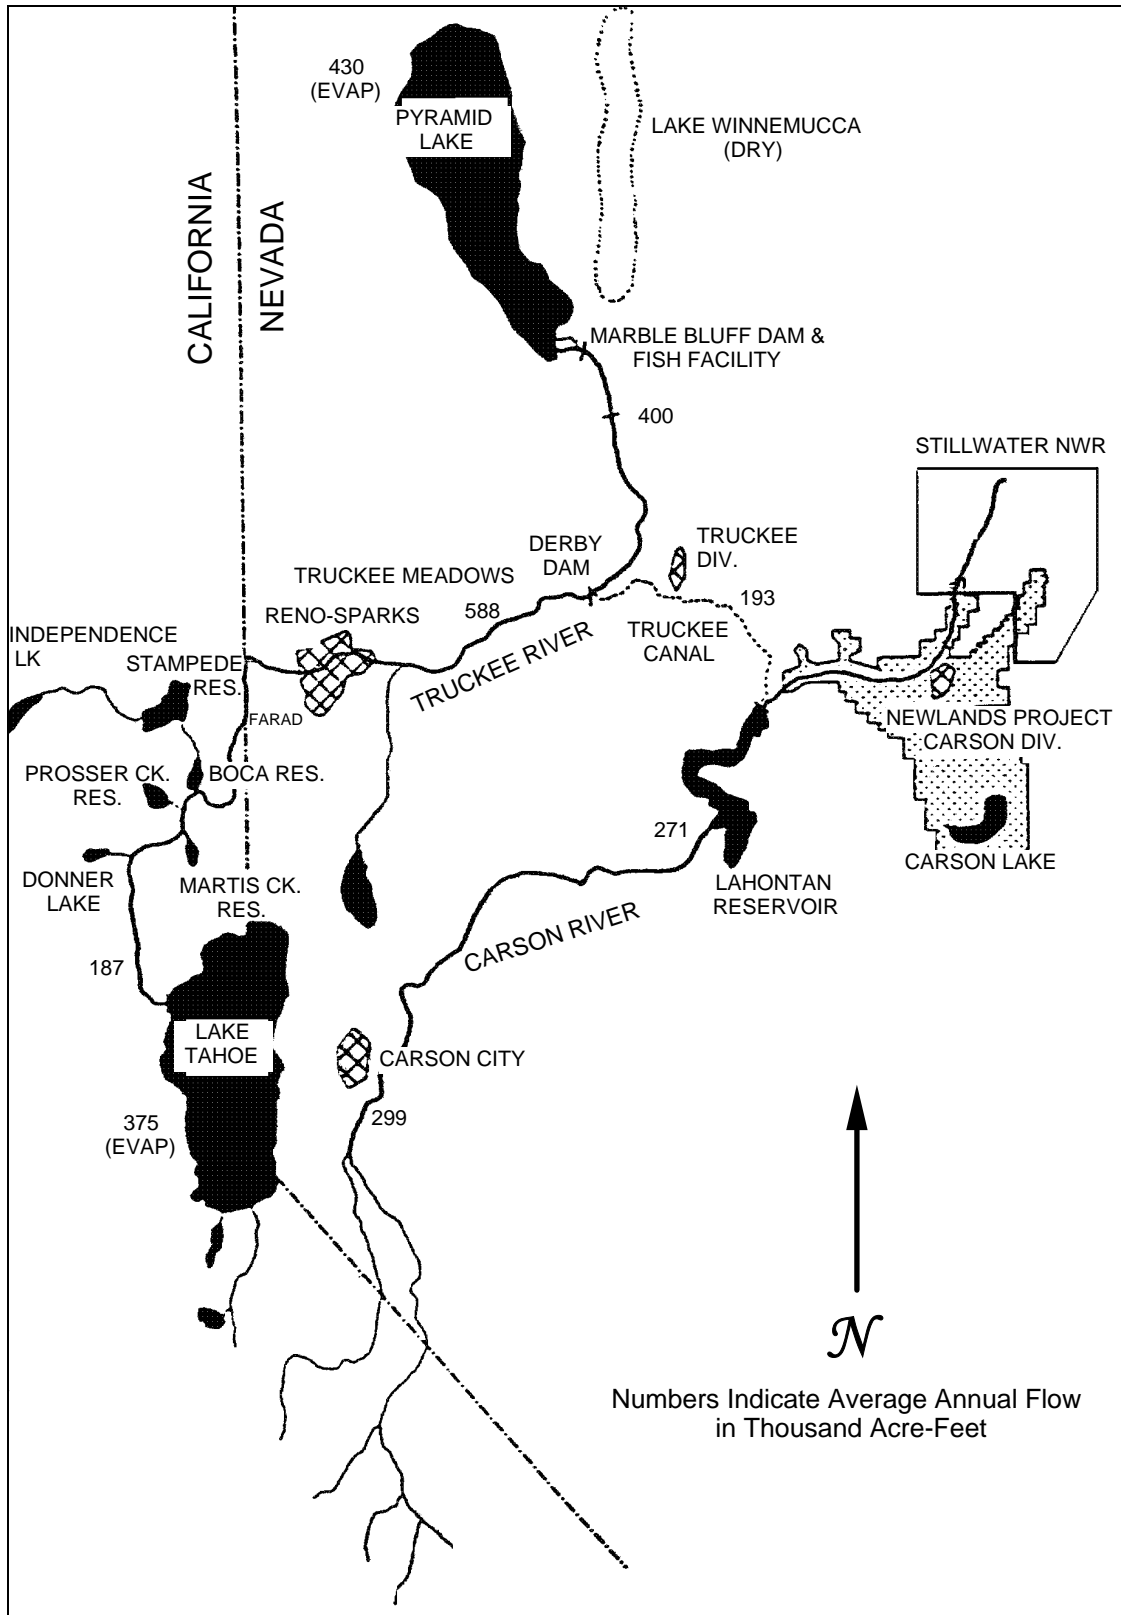 430
(EVAP)
PYRAMID
LAKE
LAKE WINNEMUCCA
(DRY)
CALIFORNIA
NEVADA
MARBLE BLUFF DAM &
FISH FACILITY
400
STILLWATER NWR
DERBY
DAM
TRUCKEE
DIV.
TRUCKEE MEADOWS
588
193
RENO-SPARKS
TRUCKEE RIVER
TRUCKEE
CANAL
INDEPENDENCE
LK
STAMPEDE
RES.
FARAD
NEWLANDS PROJECT
CARSON DIV.
PROSSER CK.
RES.
BOCA RES.
271
CARSON LAKE
DONNER
LAKE
MARTIS CK.
RES.
LAHONTAN
RESERVOIR
CARSON RIVER
187
LAKE
TAHOE
CARSON CITY
375
(EVAP)
299
N
Numbers Indicate Average Annual Flow
in Thousand Acre-Feet